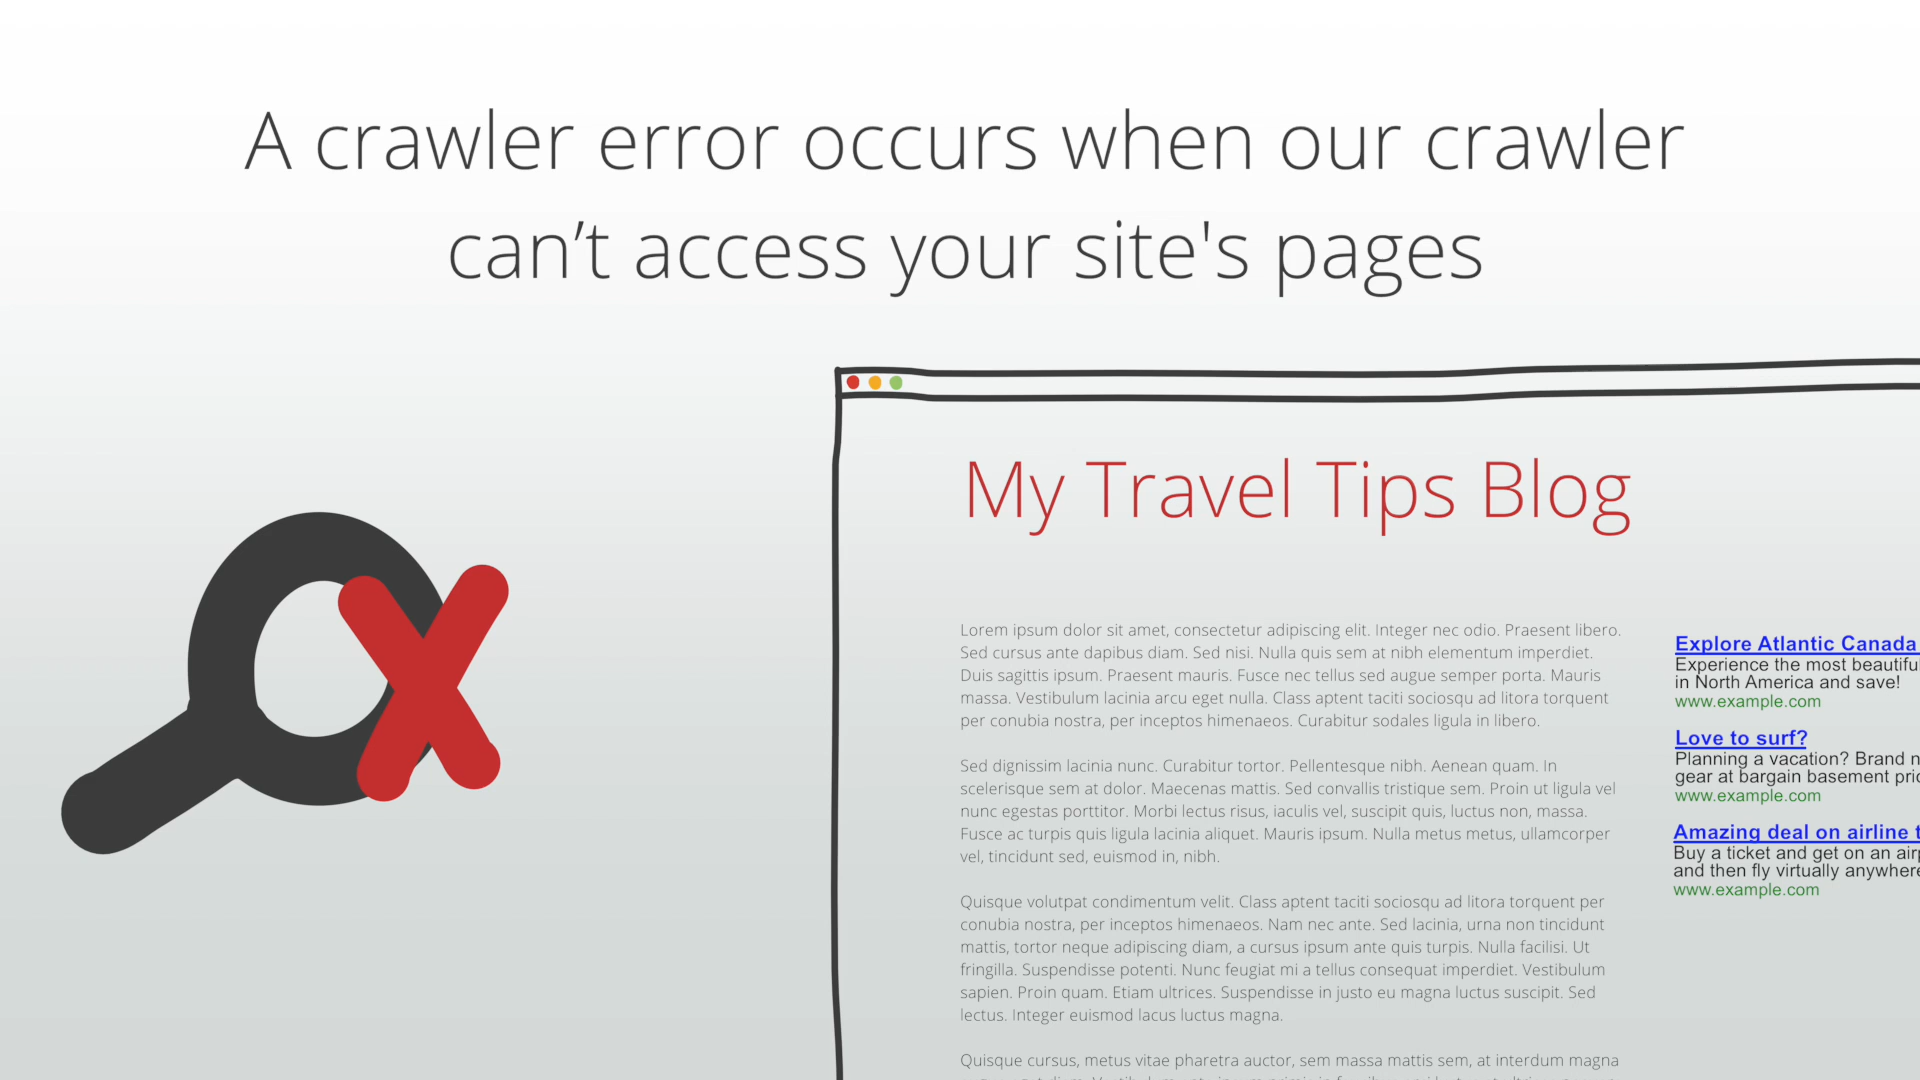 A crawler error occurs when our crawler
can’t access your site's pages
My Travel Tips Blog
Lorem ipsum dolor sit amet, consectetur adipiscing elit. Integer nec odio. Praesent libero.
Sed cursus ante dapibus diam. Sed nisi. Nulla quis sem at nibh elementum imperdiet.
Duis sagittis ipsum. Praesent mauris. Fusce nec tellus sed augue semper porta. Mauris
massa. Vestibulum lacinia arcu eget nulla. Class aptent taciti sociosqu ad litora torquent
per conubia nostra, per inceptos himenaeos. Curabitur sodales ligula in libero.
Sed dignissim lacinia nunc. Curabitur tortor. Pellentesque nibh. Aenean quam. In
scelerisque sem at dolor. Maecenas mattis. Sed convallis tristique sem. Proin ut ligula vel
nunc egestas porttitor. Morbi lectus risus, iaculis vel, suscipit quis, luctus non, massa.
Fusce ac turpis quis ligula lacinia aliquet. Mauris ipsum. Nulla metus metus, ullamcorper
vel, tincidunt sed, euismod in, nibh.
Quisque volutpat condimentum velit. Class aptent taciti sociosqu ad litora torquent per
conubia nostra, per inceptos himenaeos. Nam nec ante. Sed lacinia, urna non tincidunt
mattis, tortor neque adipiscing diam, a cursus ipsum ante quis turpis. Nulla facilisi. Ut
fringilla. Suspendisse potenti. Nunc feugiat mi a tellus consequat imperdiet. Vestibulum
sapien. Proin quam. Etiam ultrices. Suspendisse in justo eu magna luctus suscipit. Sed
lectus. Integer euismod lacus luctus magna.
Quisque cursus, metus vitae pharetra auctor, sem massa mattis sem, at interdum magna
Explore Atlantic Canada
Experience the most beautifu
in North America and save!
www.example.com
Love to surf?
Planning a vacation? Brand n
gear at bargain basement pric
www.example.com
Amazing deal on airline t
Buy a ticket and get on an airp
and then fly virtually anywhere
www.example.com